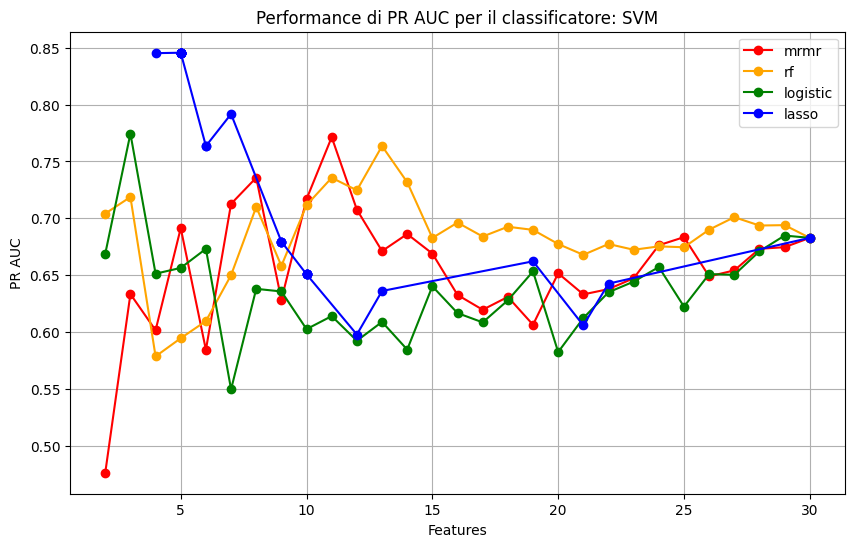 Performance di PR AUC per il classificatore: SVM
mrmr
rf
logistic
lasso
PR AUC
0.85
0.80
0.75
0.70
0.65
0.60
0.55
0.50
5 10 15 20 25 30
Features